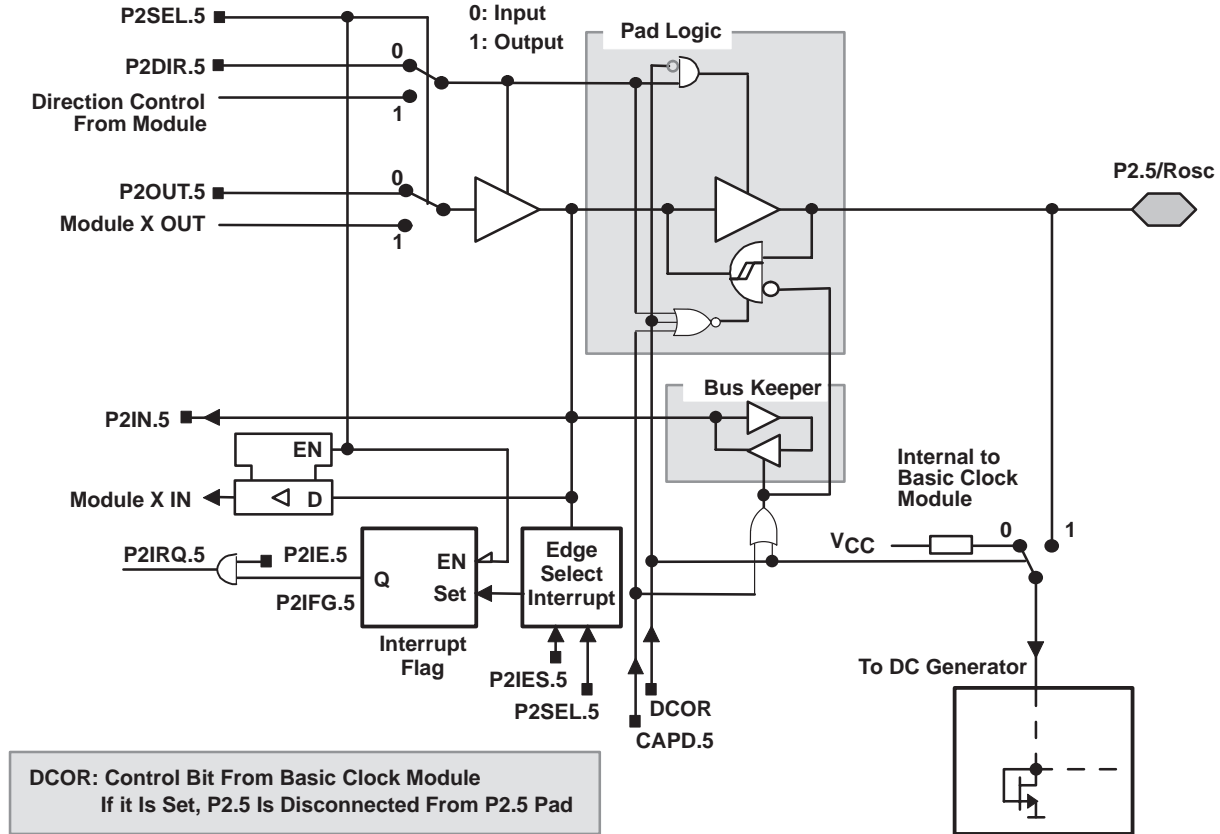 P2SEL.5
0: Input
1: Output
Pad Logic
P2DIR.5
0
Direction Control
From Module
1
P2OUT.5
0
Module X OUT
1
P2.5/Rosc
Bus Keeper
P2IN.5
EN
Module X IN
D
Internal to
Basic Clock
Module
VCC
0
1
P2IRQ.5
P2IE.5
P2IFG.5
Q
EN
Set
Interrupt
Flag
Edge
Select
Interrupt
P2IES.5
P2SEL.5
DCOR
CAPD.5
To DC Generator
DCOR: Control Bit From Basic Clock Module
If it Is Set, P2.5 Is Disconnected From P2.5 Pad